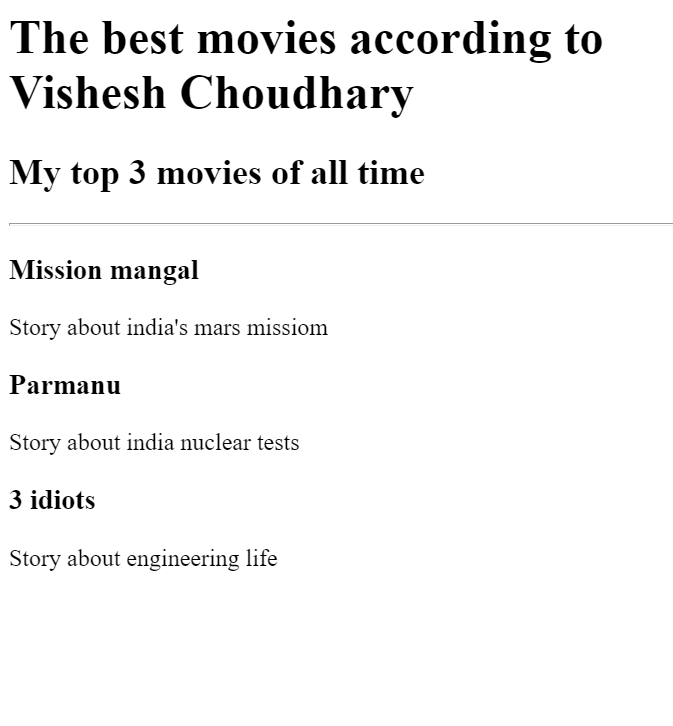 The best movies according to
Vishesh Choudhary
My top 3 movies of all time
Mission mangal
Story about india's mars missiom
Parmanu
Story about india nuclear tests
3 idiots
Story about engineering life